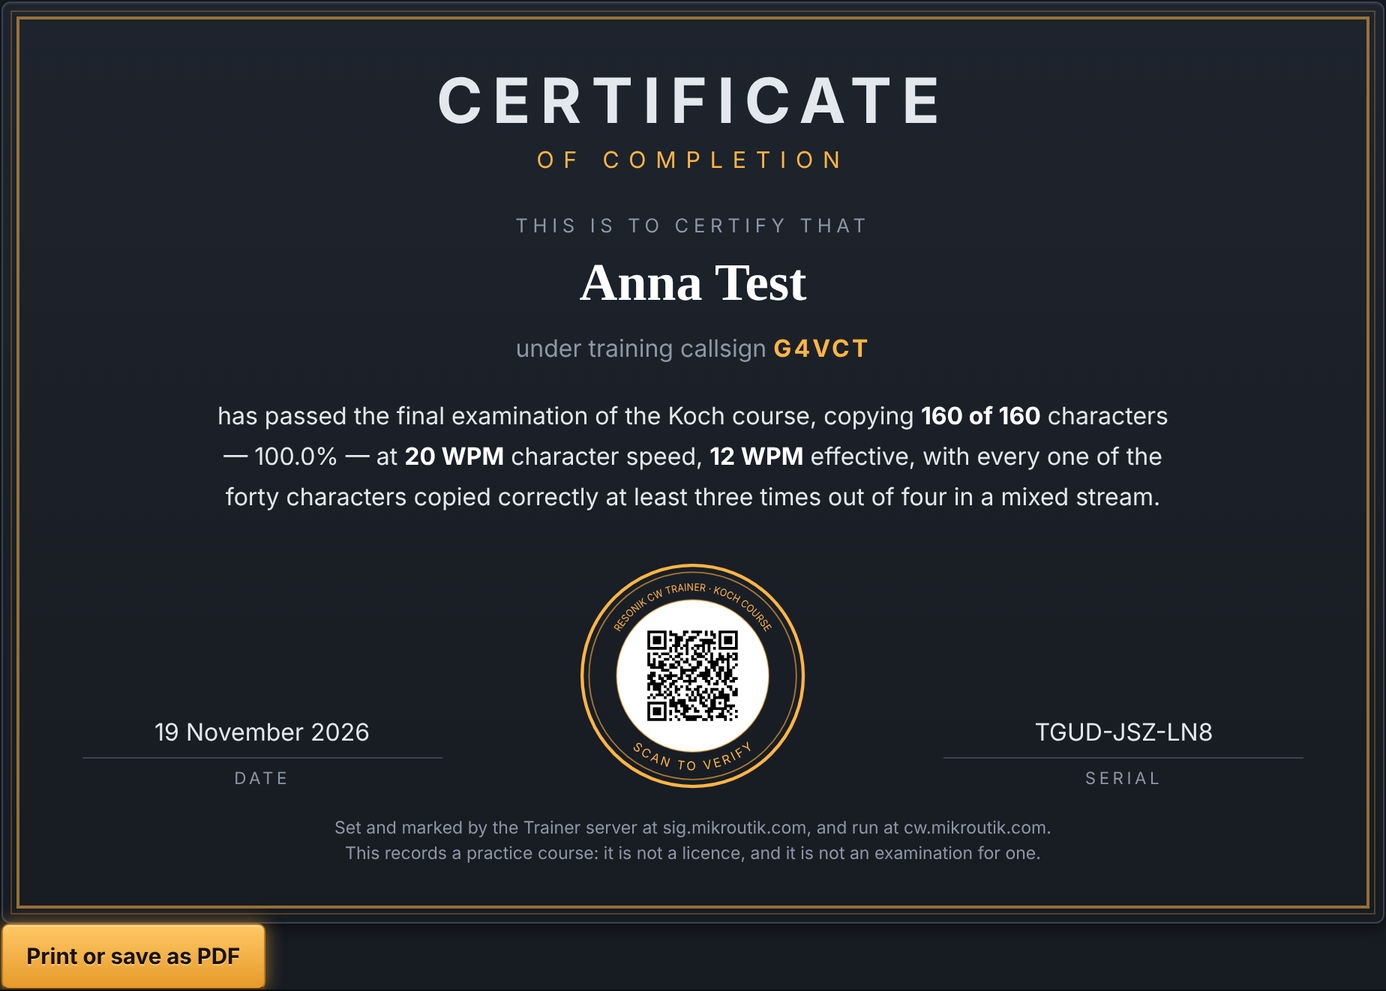 CERTIFICATE
OF COMPLETION
THIS IS TO CERTIFY THAT
Anna Test
under training callsign G4VCT
has passed the final examination of the Koch course, copying 160 of 160 characters
— 100.0% — at 20 WPM character speed, 12 WPM effective, with every one of the
forty characters copied correctly at least three times out of four in a mixed stream.
RESONIK CW TRAINER · KOCH COURSE
SCAN TO VERIFY
19 November 2026
DATE
TGUD-JSZ-LN8
SERIAL
Set and marked by the Trainer server at sig.mikroutik.com, and run at cw.mikroutik.com.
This records a practice course: it is not a licence, and it is not an examination for one.
Print or save as PDF